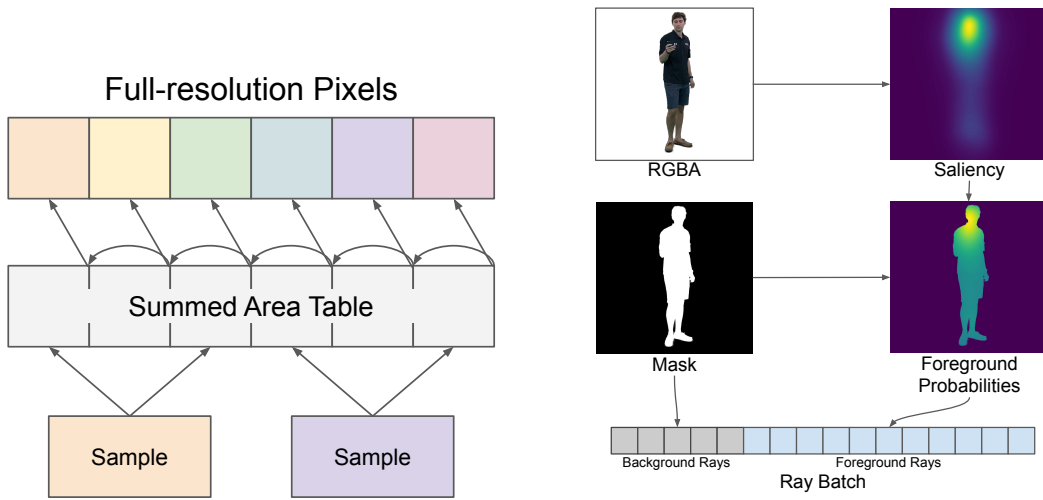 Full-resolution Pixels
Summed Area Table
Sample
Sample
RGBA
Saliency
Mask
Foreground
Probabilities
Background Rays
Foreground Rays
Ray Batch